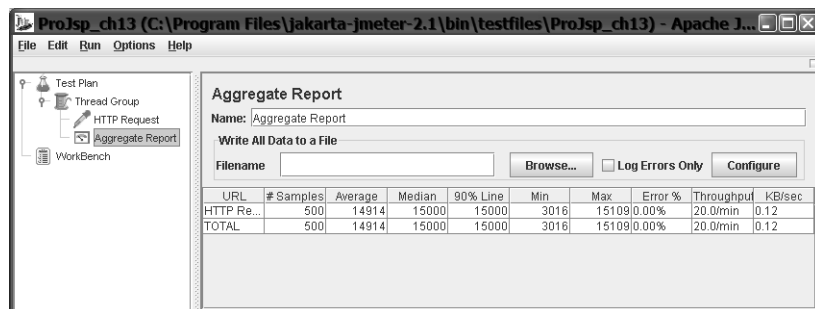 ProJsp_ch13 (C:\Program Files\jakarta-jmeter-2.1\bin\testfiles\ProJsp_ch13) - Apache J...
File Edit Run Options Help
Test Plan
Thread Group
HTTP Request
Aggregate Report
WorkBench
Aggregate Report
Name: Aggregate Report
Write All Data to a File
Filename Browse... Log Errors Only Configure
URL # Samples Average Median 90% Line Min Max Error % Throughput KB/sec
HTTP Re... 500 14914 15000 15000 3016 15109 0.00% 20.0/min 0.12
TOTAL 500 14914 15000 15000 3016 15109 0.00% 20.0/min 0.12